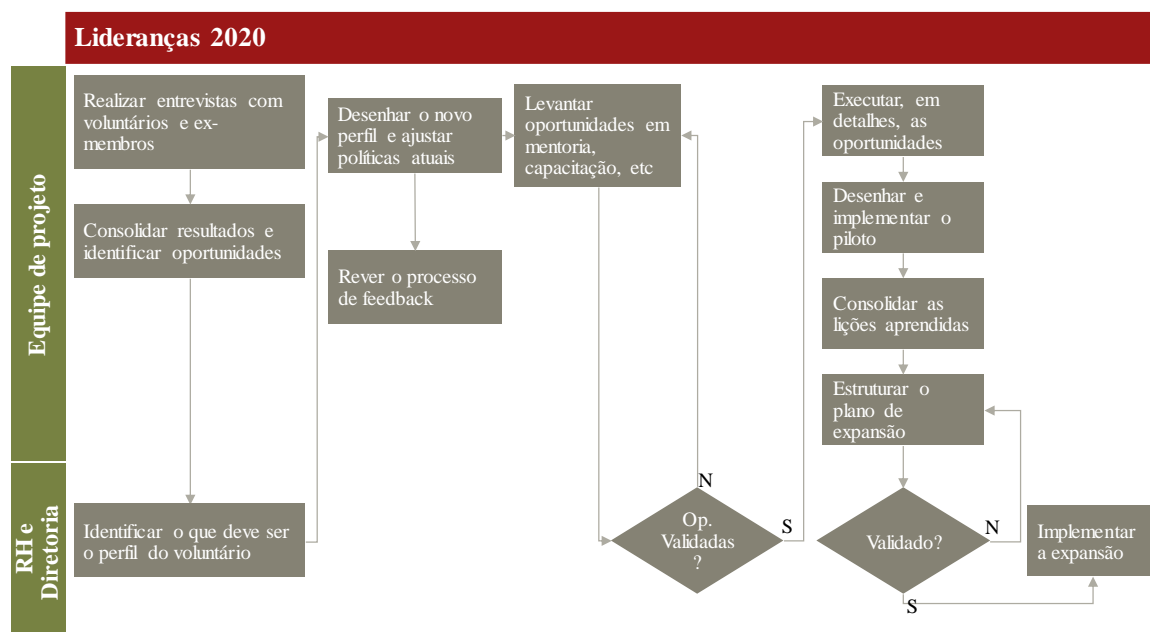 Lideranças 2020
Equipe de projeto
Realizar entrevistas com
voluntários e ex-
membros
Consolidar resultados e
identificar oportunidades
Desenhar o novo
perfil e ajustar
políticas atuais
Rever o processo
de feedback
Levantar
oportunidades em
mentoria,
capacitação, etc
Executar, em
detalhes, as
oportunidades
Desenhar e
implementar o
piloto
Consolidar as
lições aprendidas
Estruturar o
plano de
expansão
RH e
Diretoria
Identificar o que deve ser
o perfil do voluntário
N
Op.
Validadas
?
S
Validado?
N
S
Implementar
a expansão